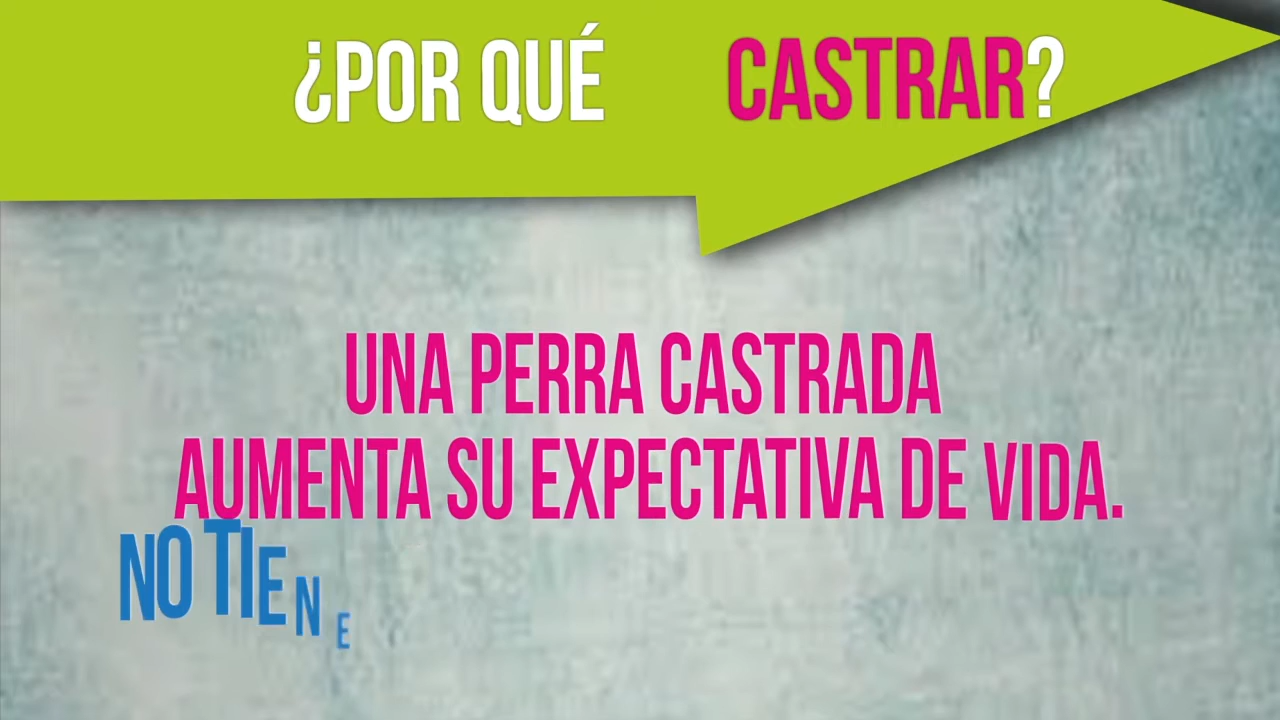 ¿POR QUÉ CASTRAR?
UNA PERRA CASTRADA
AUMENTA SU EXPECTATIVA DE VIDA.
NO TIENE